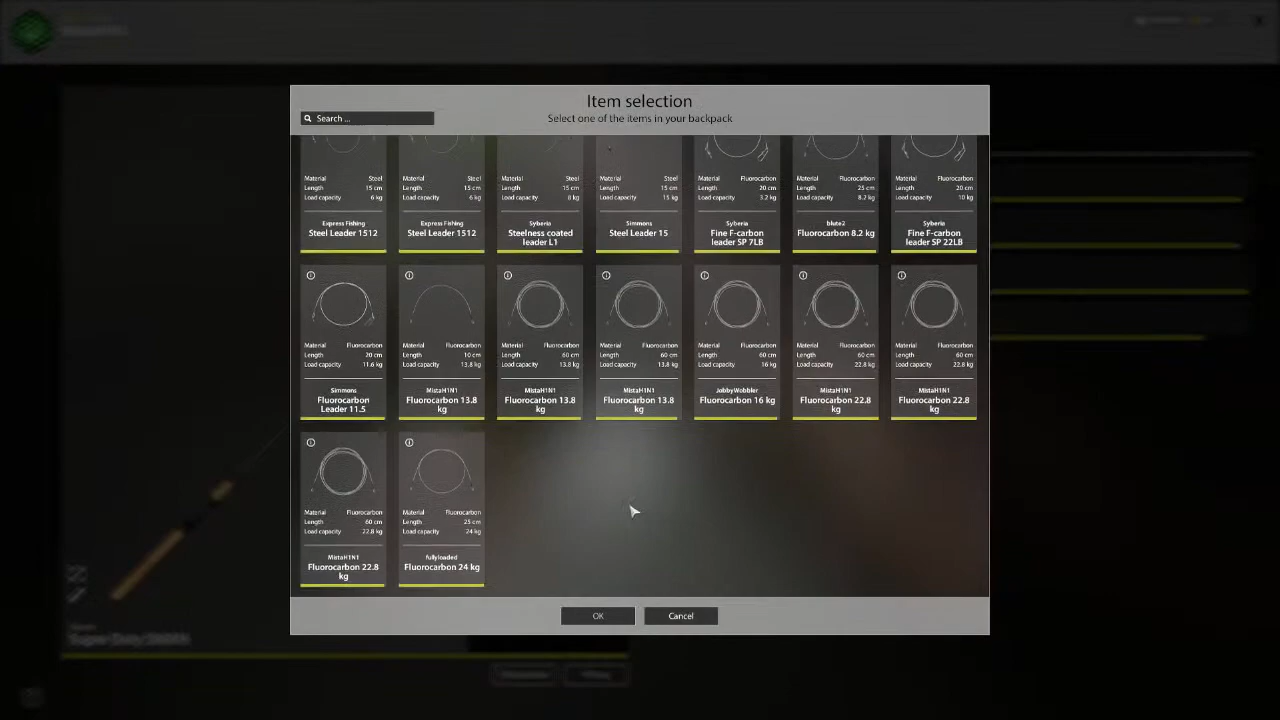 Item selection
Search ...
Select one of the items in your backpack
Material Steel
Length 15 cm
Load capacity 6 kg
Express Fishing
Steel Leader 1512
Material Steel
Length 15 cm
Load capacity 6 kg
Express Fishing
Steel Leader 1512
Material Steel
Length 15 cm
Load capacity 8 kg
Syberia
Steelness coated
leader L1
Material Steel
Length 15 cm
Load capacity 15 kg
Simmons
Steel Leader 15
Material Fluorocarbon
Length 20 cm
Load capacity 3.2 kg
Syberia
Fine F-carbon
leader SP 7LB
Material Fluorocarbon
Length 25 cm
Load capacity 8.2 kg
blute2
Fluorocarbon 8.2 kg
Material Fluorocarbon
Length 20 cm
Load capacity 10 kg
Syberia
Fine F-carbon
leader SP 22LB
Material Fluorocarbon
Length 20 cm
Load capacity 11.6 kg
Simmons
Fluorocarbon
Leader 11.5
Material Fluorocarbon
Length 10 cm
Load capacity 13.8 kg
MistaH1N1
Fluorocarbon 13.8
kg
Material Fluorocarbon
Length 60 cm
Load capacity 13.8 kg
MistaH1N1
Fluorocarbon 13.8
kg
Material Fluorocarbon
Length 60 cm
Load capacity 13.8 kg
MistaH1N1
Fluorocarbon 13.8
kg
Material Fluorocarbon
Length 60 cm
Load capacity 16 kg
JobbyWobbler
Fluorocarbon 16 kg
Material Fluorocarbon
Length 60 cm
Load capacity 22.8 kg
MistaH1N1
Fluorocarbon 22.8
kg
Material Fluorocarbon
Length 60 cm
Load capacity 22.8 kg
MistaH1N1
Fluorocarbon 22.8
kg
Material Fluorocarbon
Length 60 cm
Load capacity 22.8 kg
MistaH1N1
Fluorocarbon 22.8
kg
Material Fluorocarbon
Length 25 cm
Load capacity 24 kg
fullyloaded
Fluorocarbon 24 kg
OK
Cancel